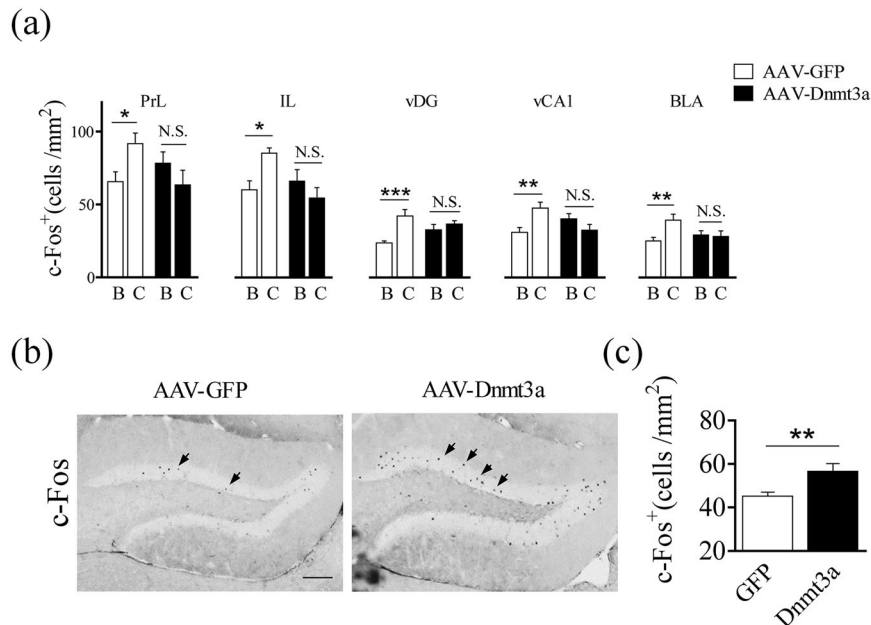 (a)
AAV-GFP
AAV-Dnmt3a
PrL IL vDG vCA1 BLA
c-Fos⁺(cells /mm²)
100
50
0
* N.S. * N.S. *** N.S. ** N.S. ** N.S.
B C B C B C B C B C B C B C B C B C B C
(b)
AAV-GFP AAV-Dnmt3a
c-Fos
(c)
c-Fos⁺(cells /mm²)
80
60
40
20
**
GFP Dnmt3a